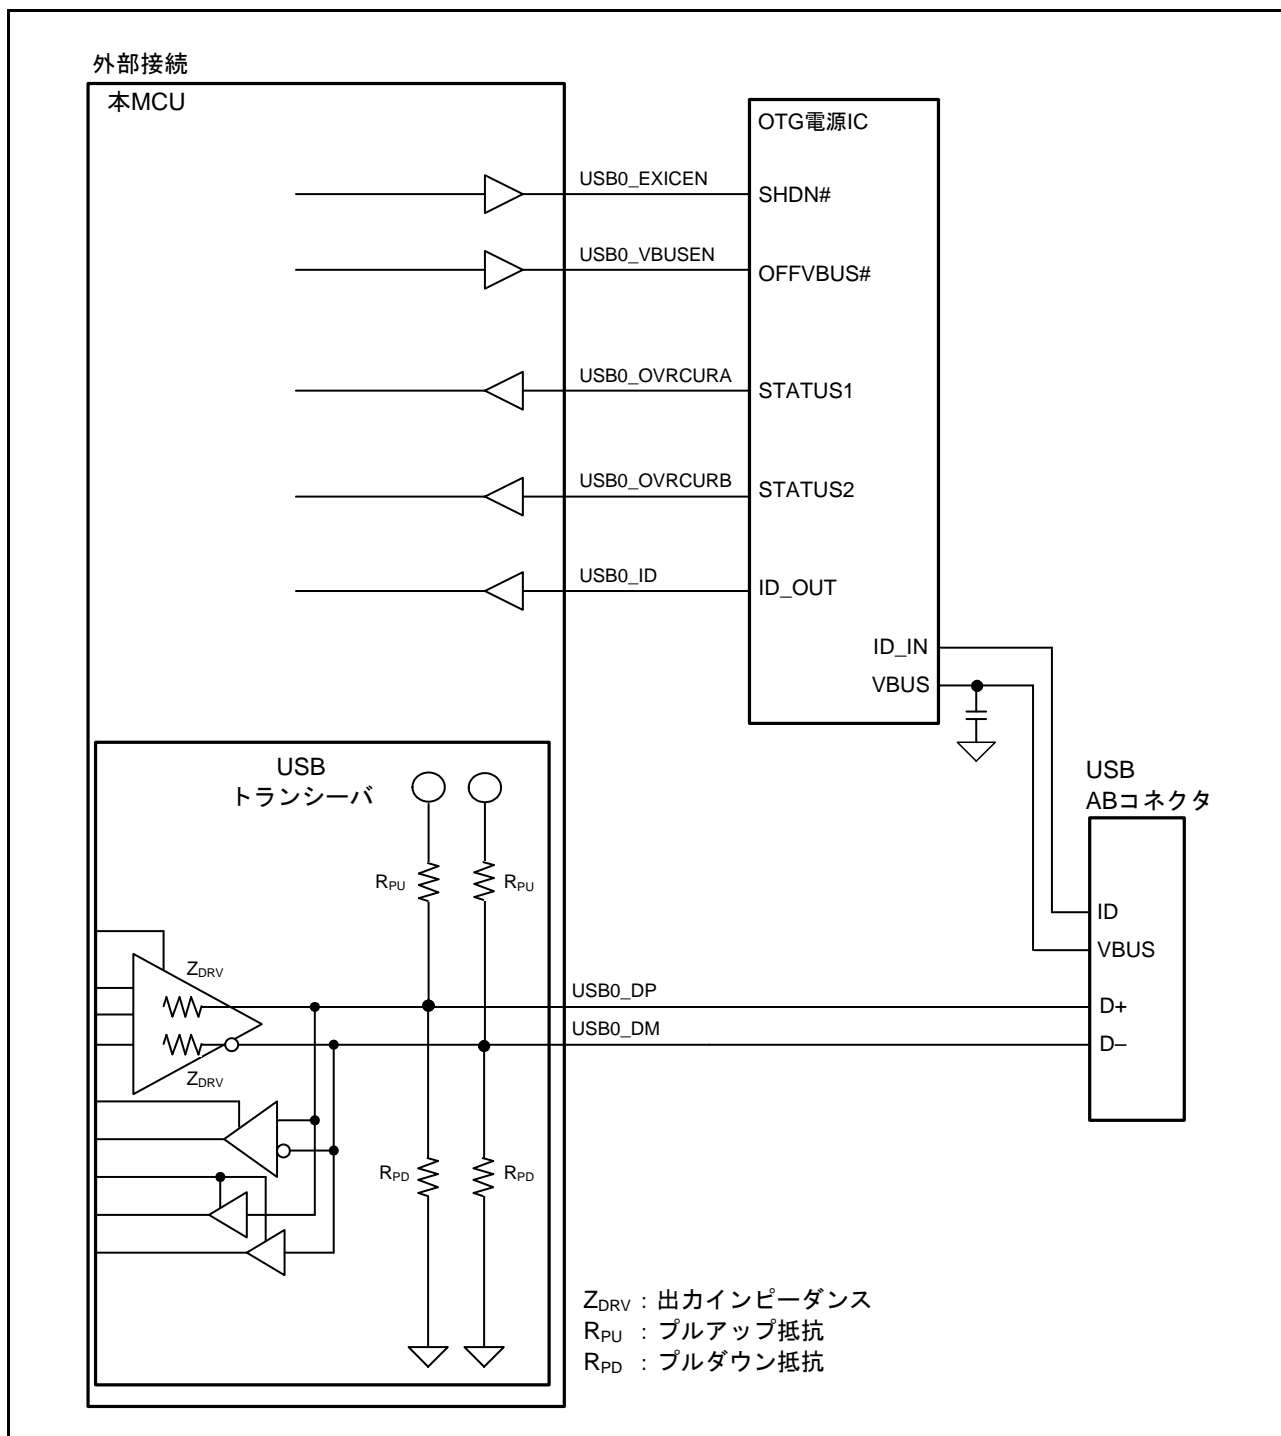 外部接続
本MCU
OTG電源IC
USB0_EXICEN
SHDN#
USB0_VBUSEN
OFFVBUS#
USB0_OVRCURA
STATUS1
USB0_OVRCURB
STATUS2
USB0_ID
ID_OUT
ID_IN
VBUS
USB
トランシーバ
USB
ABコネクタ
RPU
RPU
ID
VBUS
ZDRV
USB0_DP
D+
USB0_DM
D–
ZDRV
RPD
RPD
ZDRV : 出力インピーダンス
RPU : プルアップ抵抗
RPD : プルダウン抵抗